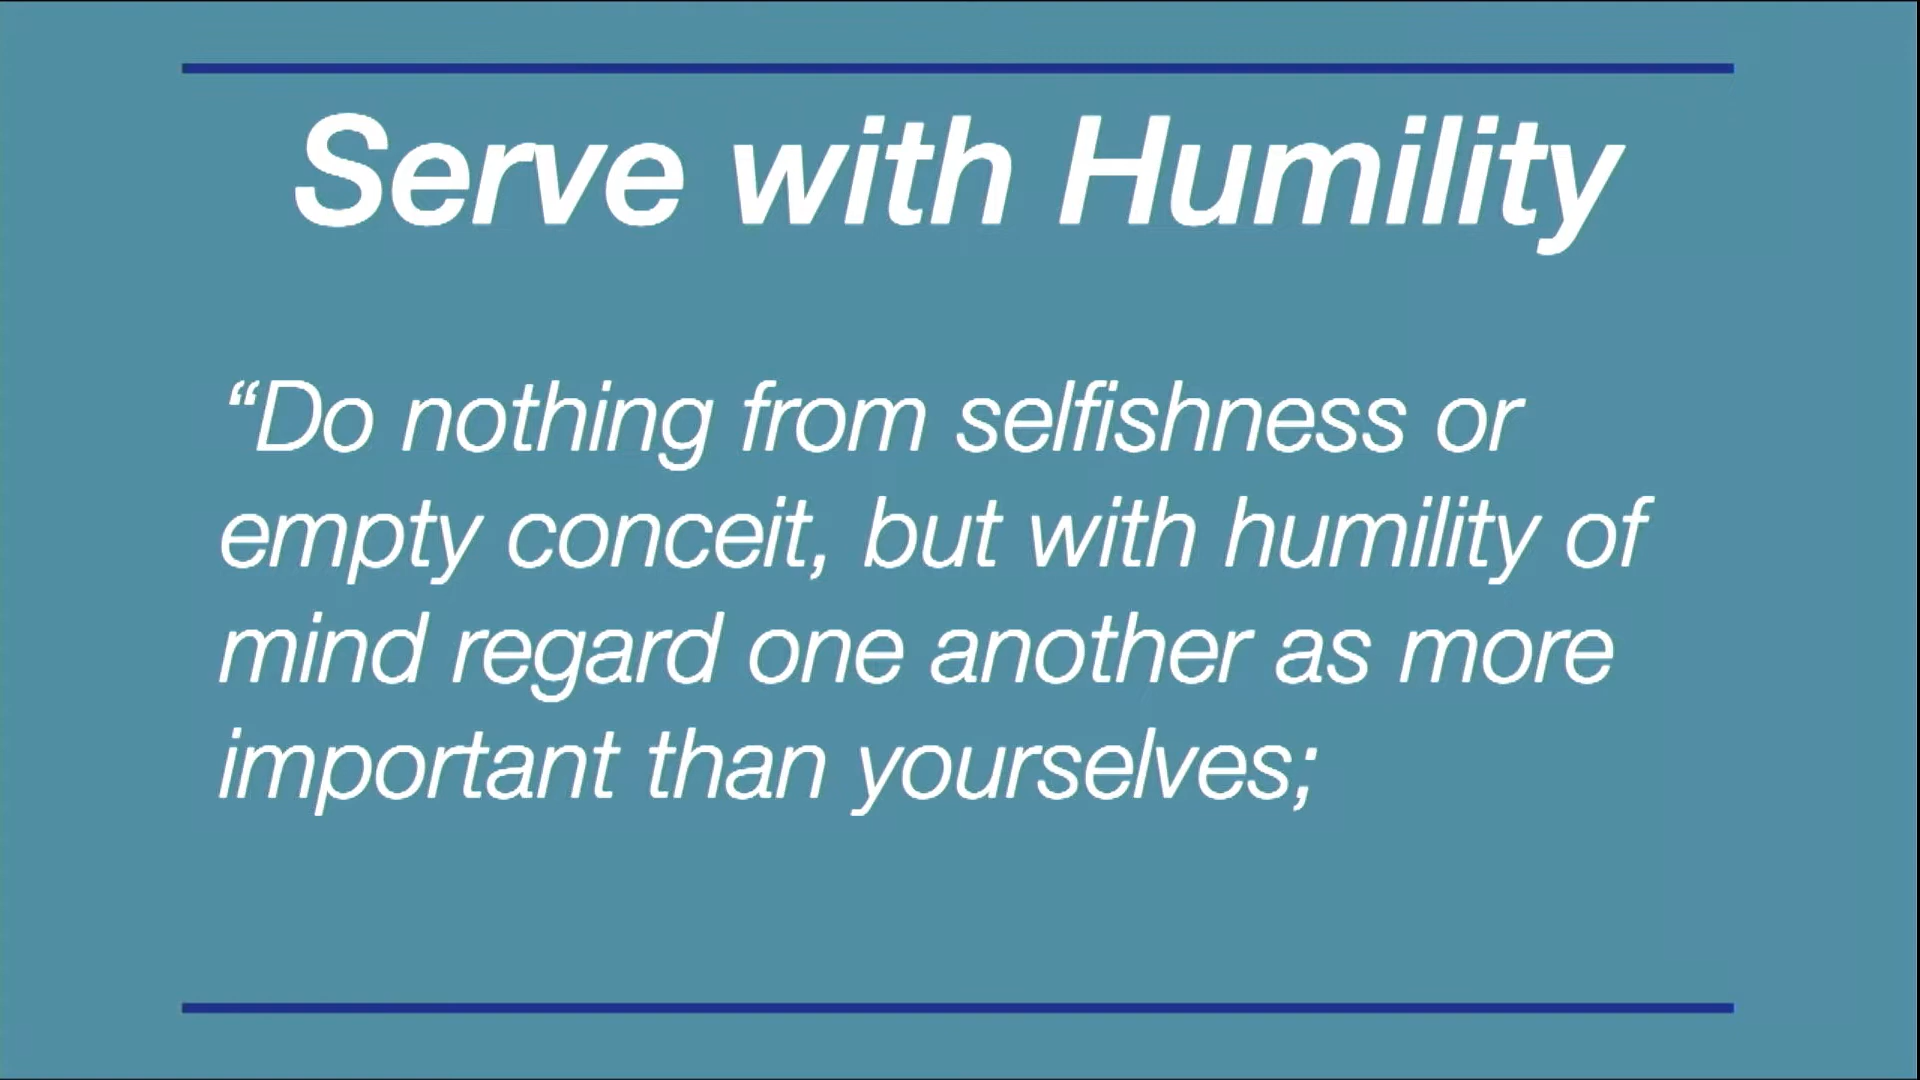 Serve with Humility
“Do nothing from selfishness or
empty conceit, but with humility of
mind regard one another as more
important than yourselves;